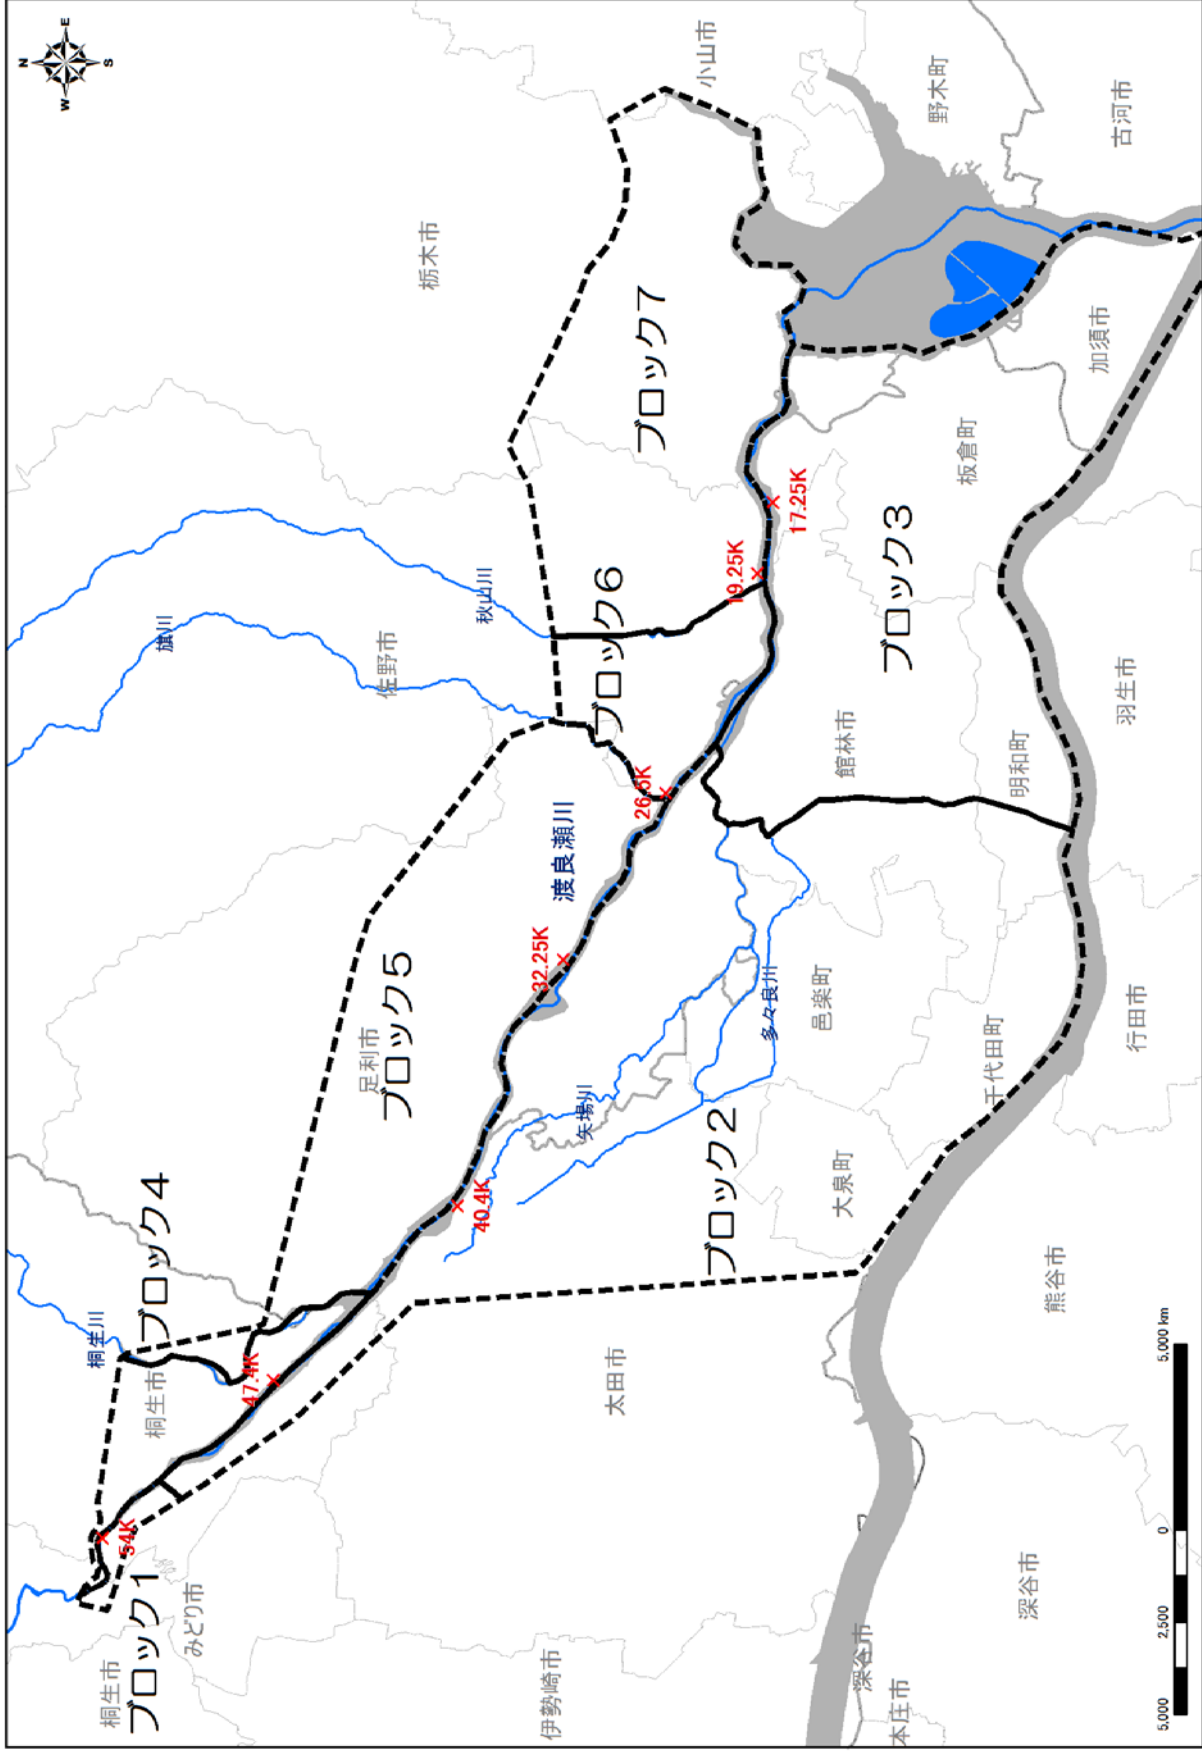 N
W
E
S
小山市
野木町
古河市
栃木市
ブロック7
加須市
板倉町
17.25K
19.25K
ブロック3
秋山川
旗川
佐野市
ブロック6
羽生市
館林市
明和町
26.5K
渡良瀬川
32.25K
ブロック5
足利市
多々良川
邑楽町
千代田町
行田市
矢場川
ブロック2
大泉町
40.4K
ブロック4
桐生川
桐生市
47.4K
熊谷市
太田市
54K
ブロック1
みどり市
桐生市
伊勢崎市
深谷市
深谷市
本庄市
5,000
2,500
0
5,000 km